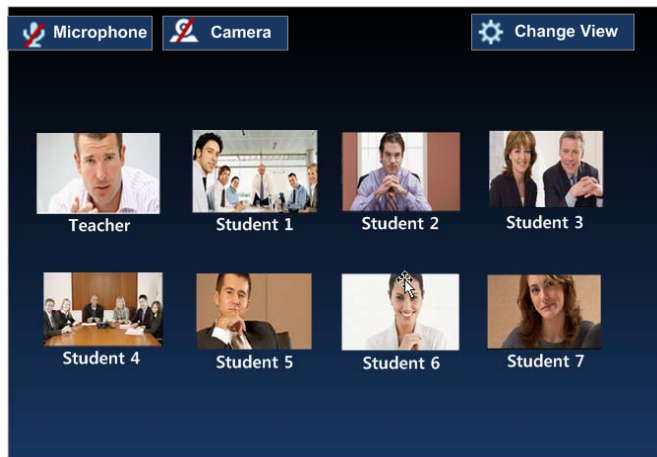 Microphone
Camera
Change View
Teacher
Student 1
Student 2
Student 3
Student 4
Student 5
Student 6
Student 7